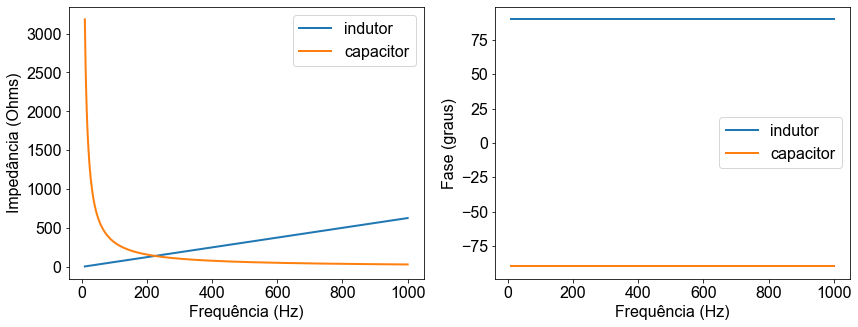 Impedância (Ohms)
3000
2500
2000
1500
1000
500
0
indutor
capacitor
0 200 400 600 800 1000
Frequência (Hz)
Fase (graus)
75
50
25
0
−25
−50
−75
indutor
capacitor
0 200 400 600 800 1000
Frequência (Hz)